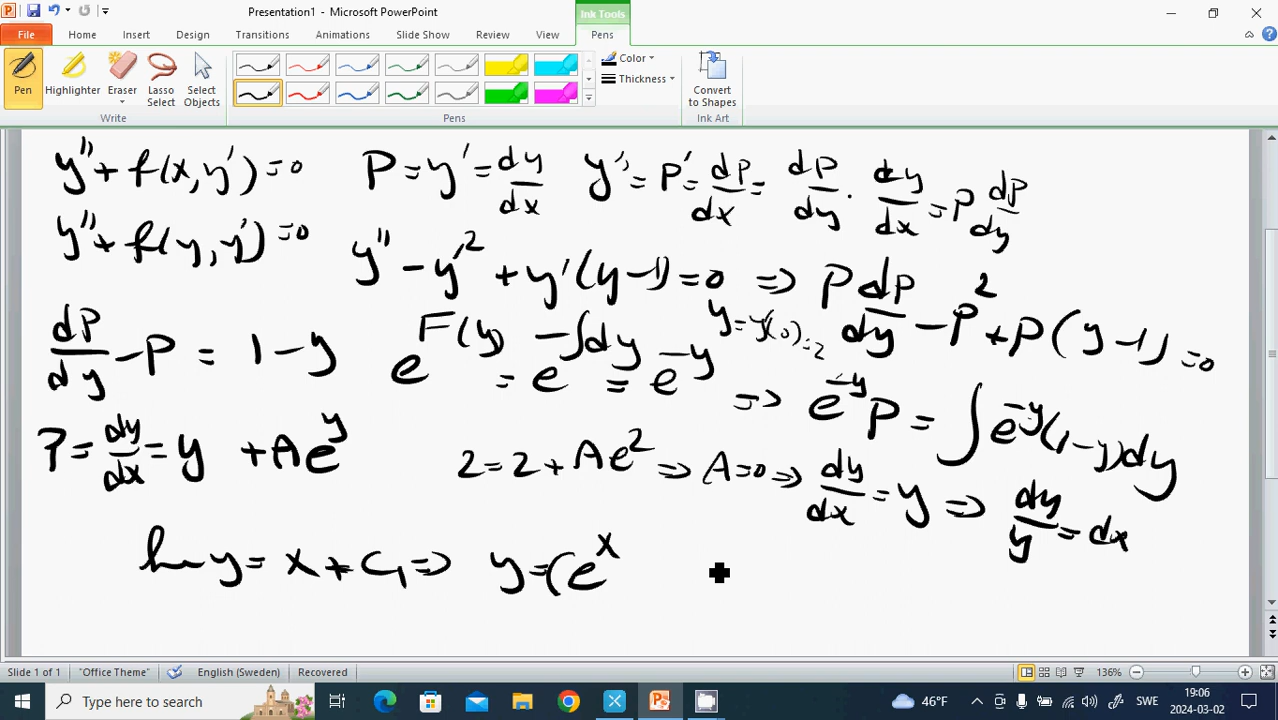 Presentation1 - Microsoft PowerPoint
Ink Tools
File Home Insert Design Transitions Animations Slide Show Review View Pens
Pen Highlighter Eraser Lasso Select Select Objects
Color
Thickness
Convert to Shapes
Write Pens Ink Art
y''+f(x,y')=0 P=y'=dy/dx y''=P'=dP/dx=dP/dy·dy/dx=P dP/dy
y''+f(y,y')=0
y''-y'^2+y'(y-1)=0 => P dP/dy-P^2+P(y-1)=0
y=y'(0)=2
dP/dy-P=1-y e^F(y)=e^-∫dy=e^-y => e^-y P=∫e^-y(1-y)dy
P=dy/dx=y+Ae^y 2=2+Ae^2=>A=0=>dy/dx=y=>dy/y=dx
ln y=x+C1=> y=Ce^x
Slide 1 of 1 "Office Theme" English (Sweden) Recovered 136%
Type here to search 46°F SWE 19:06
2024-03-02